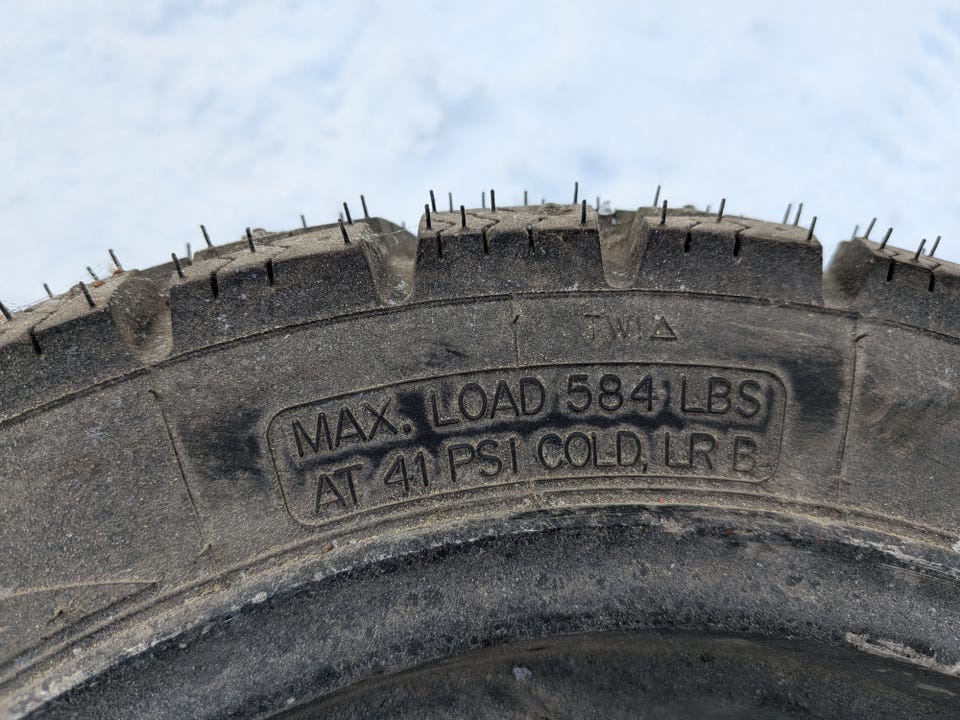 TWI△
MAX. LOAD 584 LBS
AT 41 PSI COLD, LR B